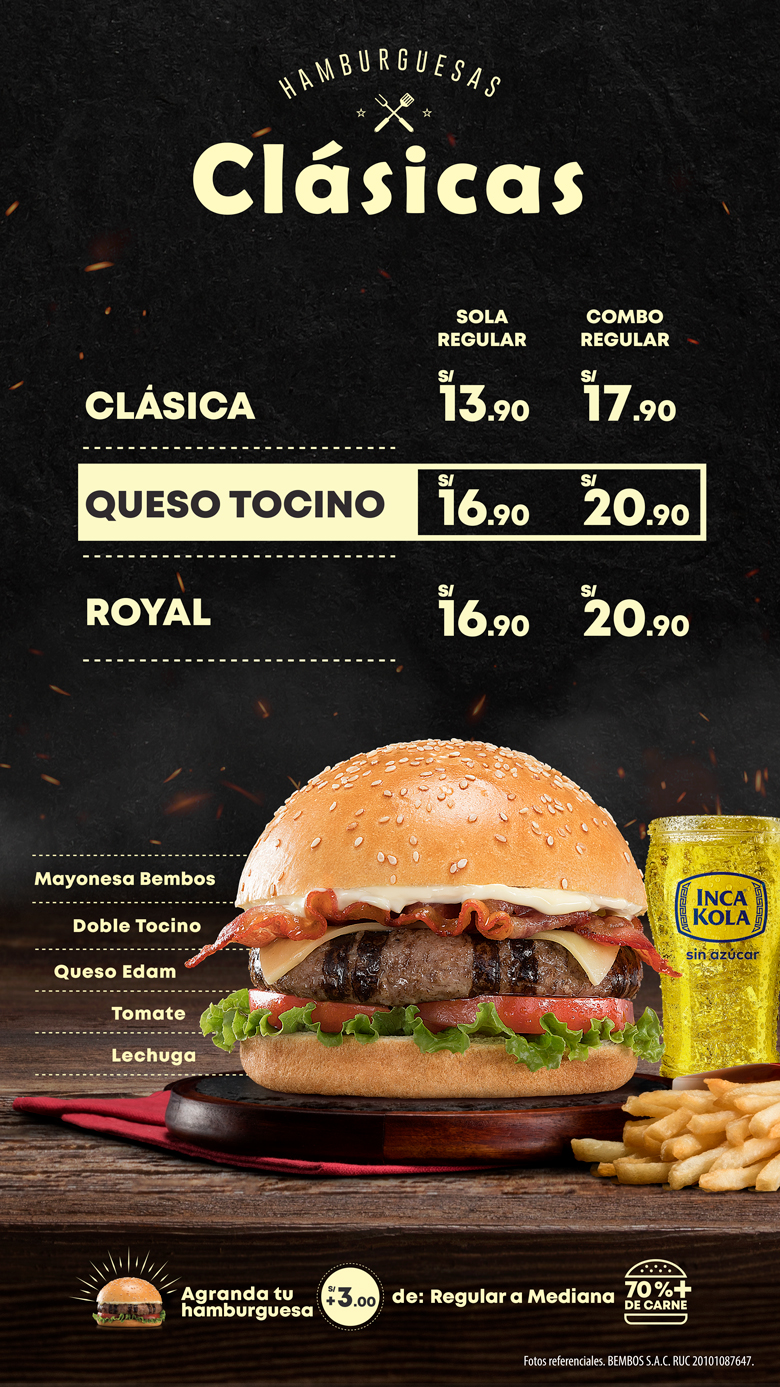 HAMBURGUESAS
Clásicas
SOLA REGULAR
COMBO REGULAR
CLÁSICA S/ 13.90 S/ 17.90
QUESO TOCINO S/ 16.90 S/ 20.90
ROYAL S/ 16.90 S/ 20.90
Mayonesa Bembos
Doble Tocino
Queso Edam
Tomate
Lechuga
INCA
KOLA
sin azúcar
Agranda tu
hamburguesa
S/ +3.00
de: Regular a Mediana
70%+
DE CARNE
Fotos referenciales. BEMBOS S.A.C. RUC 20101087647.